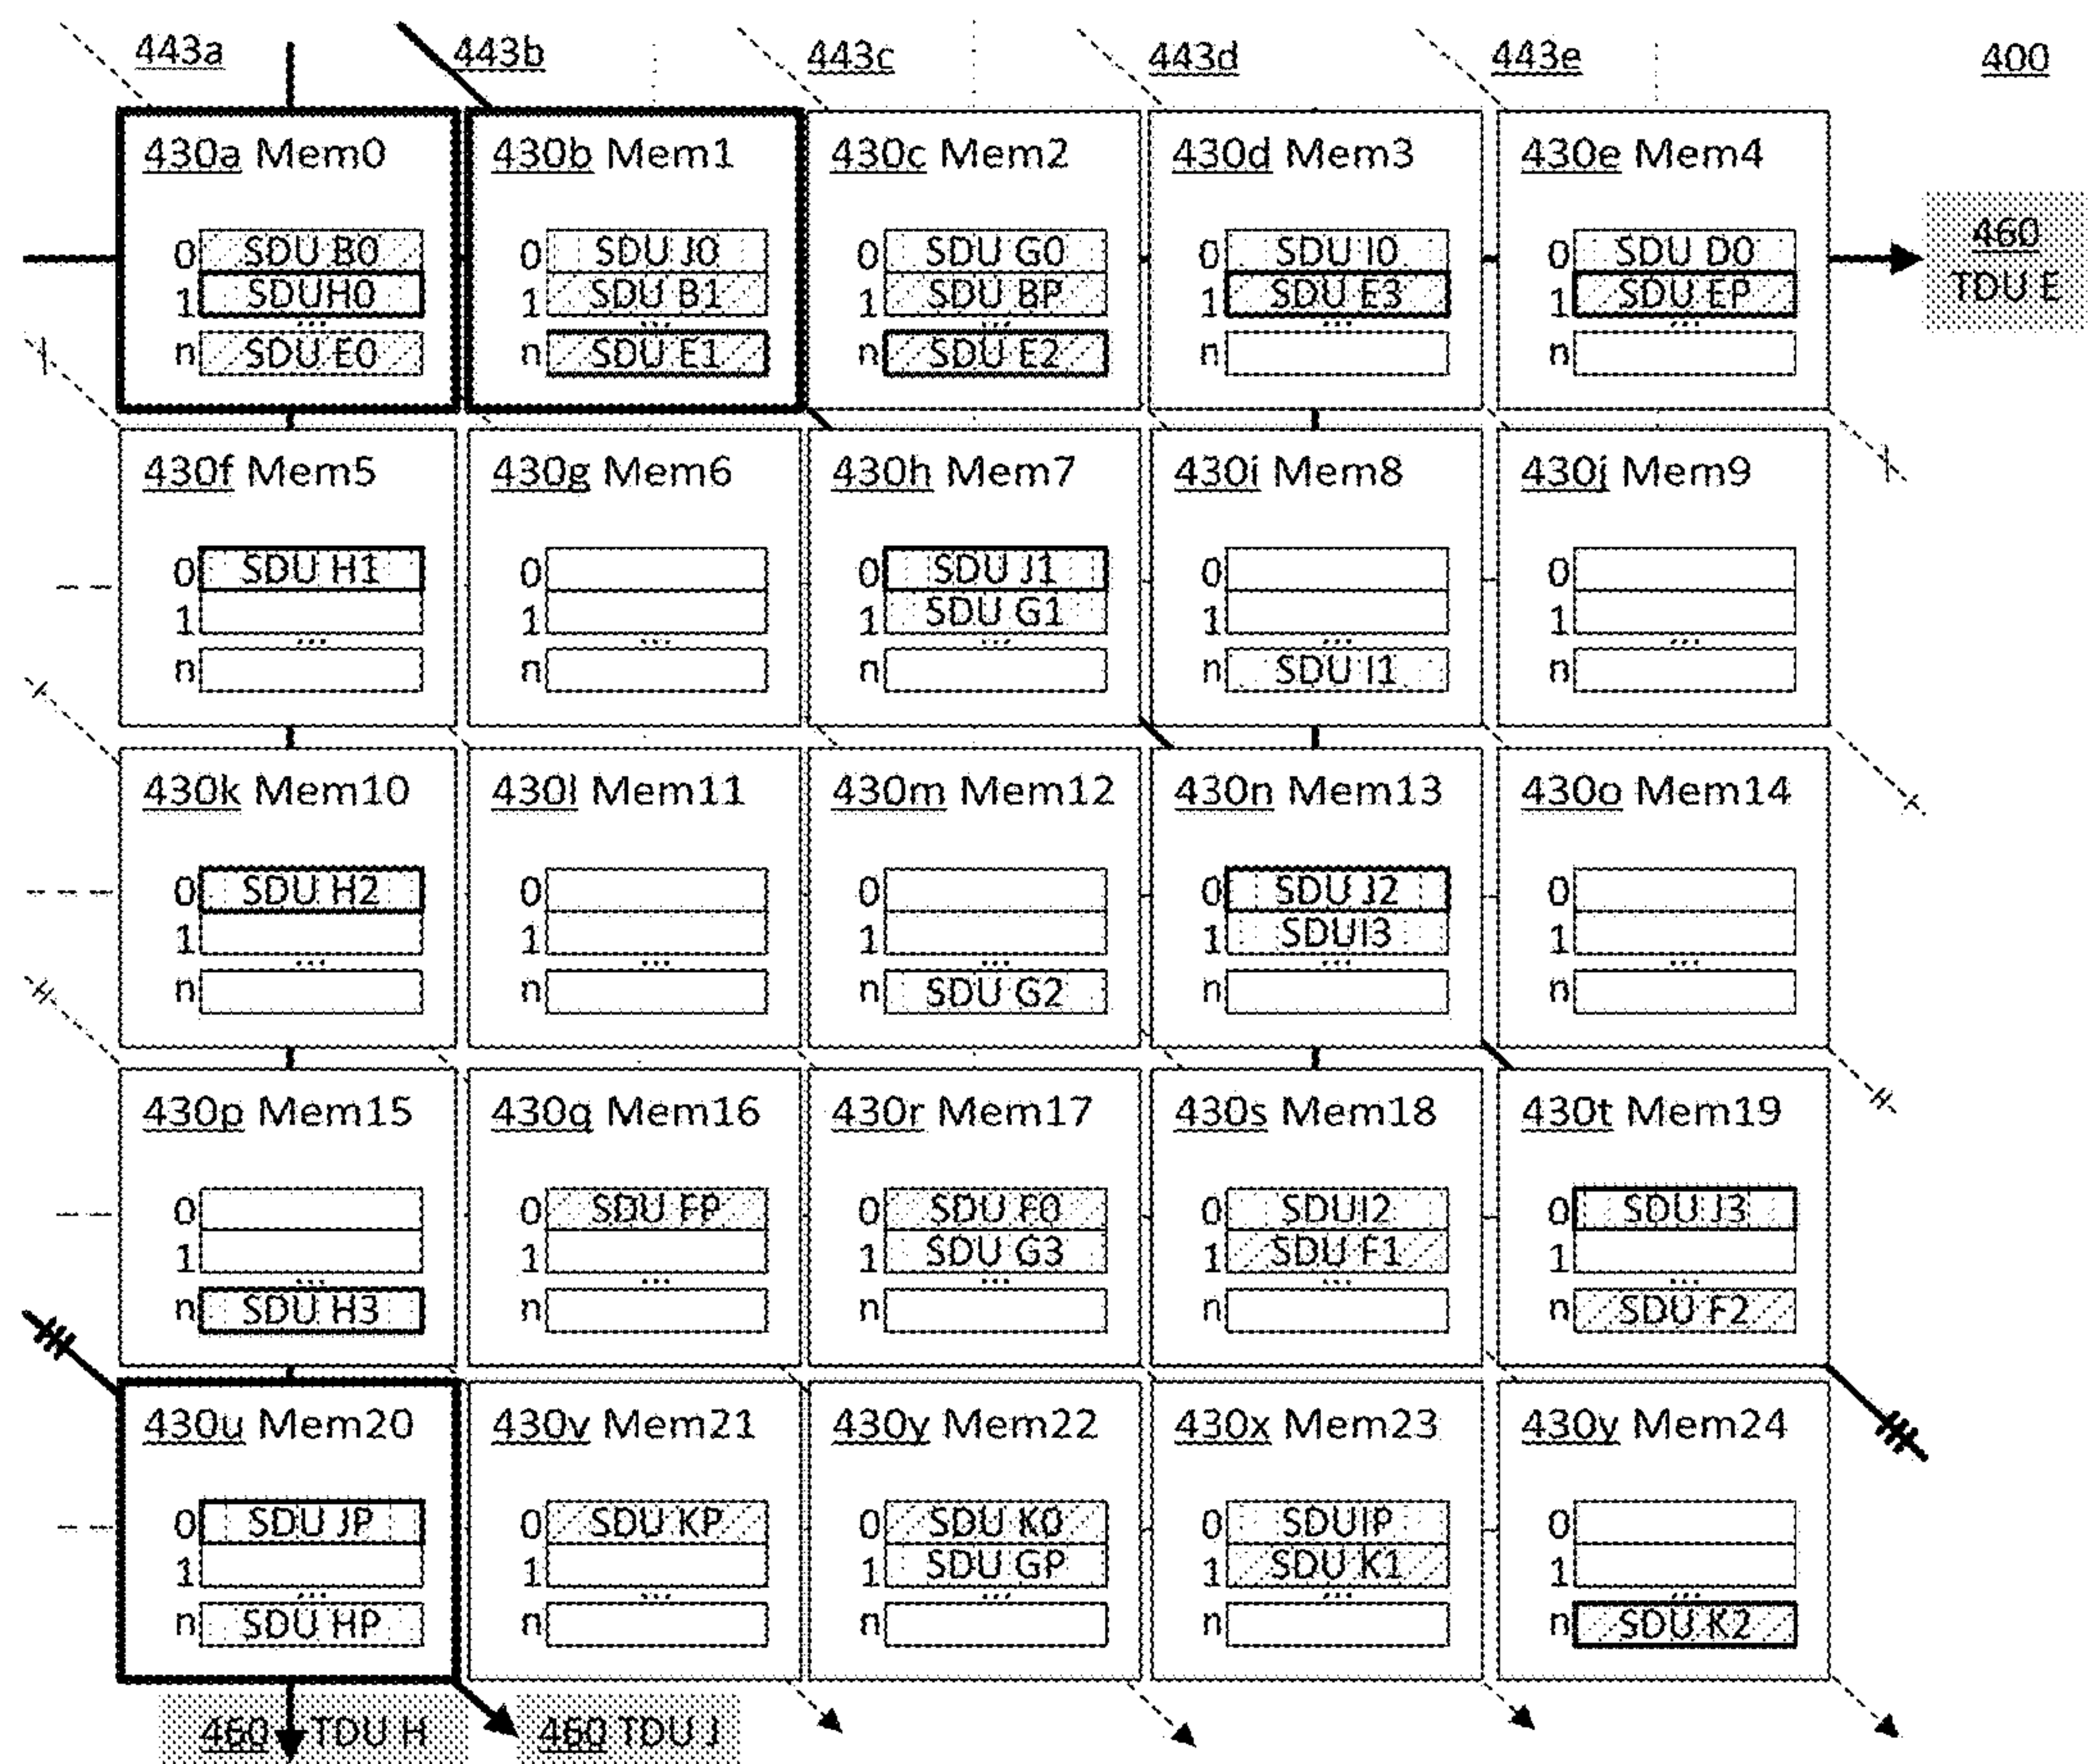 443a 443b 443c 443d 443e 400
430a Mem0 430b Mem1 430c Mem2 430d Mem3 430e Mem4
0 SDU B0 0 SDU J0 0 SDU G0 0 SDU I0 0 SDU D0 460
1 SDUH0 1 SDU B1 1 SDU BP 1 SDU E3 1 SDU EP TDU E
... ... ... ... ...
n SDU E0 n SDU E1 n SDU E2 n n
430f Mem5 430g Mem6 430h Mem7 430i Mem8 430j Mem9
0 SDU H1 0 0 SDU J1 0 0
1 1 1 SDU G1 1 1
... ... ... ... ...
n n n n SDU I1 n
430k Mem10 430l Mem11 430m Mem12 430n Mem13 430o Mem14
0 SDU H2 0 0 0 SDU J2 0
1 1 1 1 SDUI3 1
... ... ... ... ...
n n n SDU G2 n n
430p Mem15 430q Mem16 430r Mem17 430s Mem18 430t Mem19
0 0 SDU FP 0 SDU F0 0 SDUI2 0 SDU J3
1 1 1 SDU G3 1 SDU F1 1
... ... ... ... ...
n SDU H3 n n n n SDU F2
430u Mem20 430v Mem21 430y Mem22 430x Mem23 430y Mem24
0 SDU JP 0 SDU KP 0 SDU K0 0 SDUIP 0
1 1 1 SDU GP 1 SDU K1 1
... ... ... ... ...
n SDU HP n n n n SDU K2
460 TDU H 460 TDU J